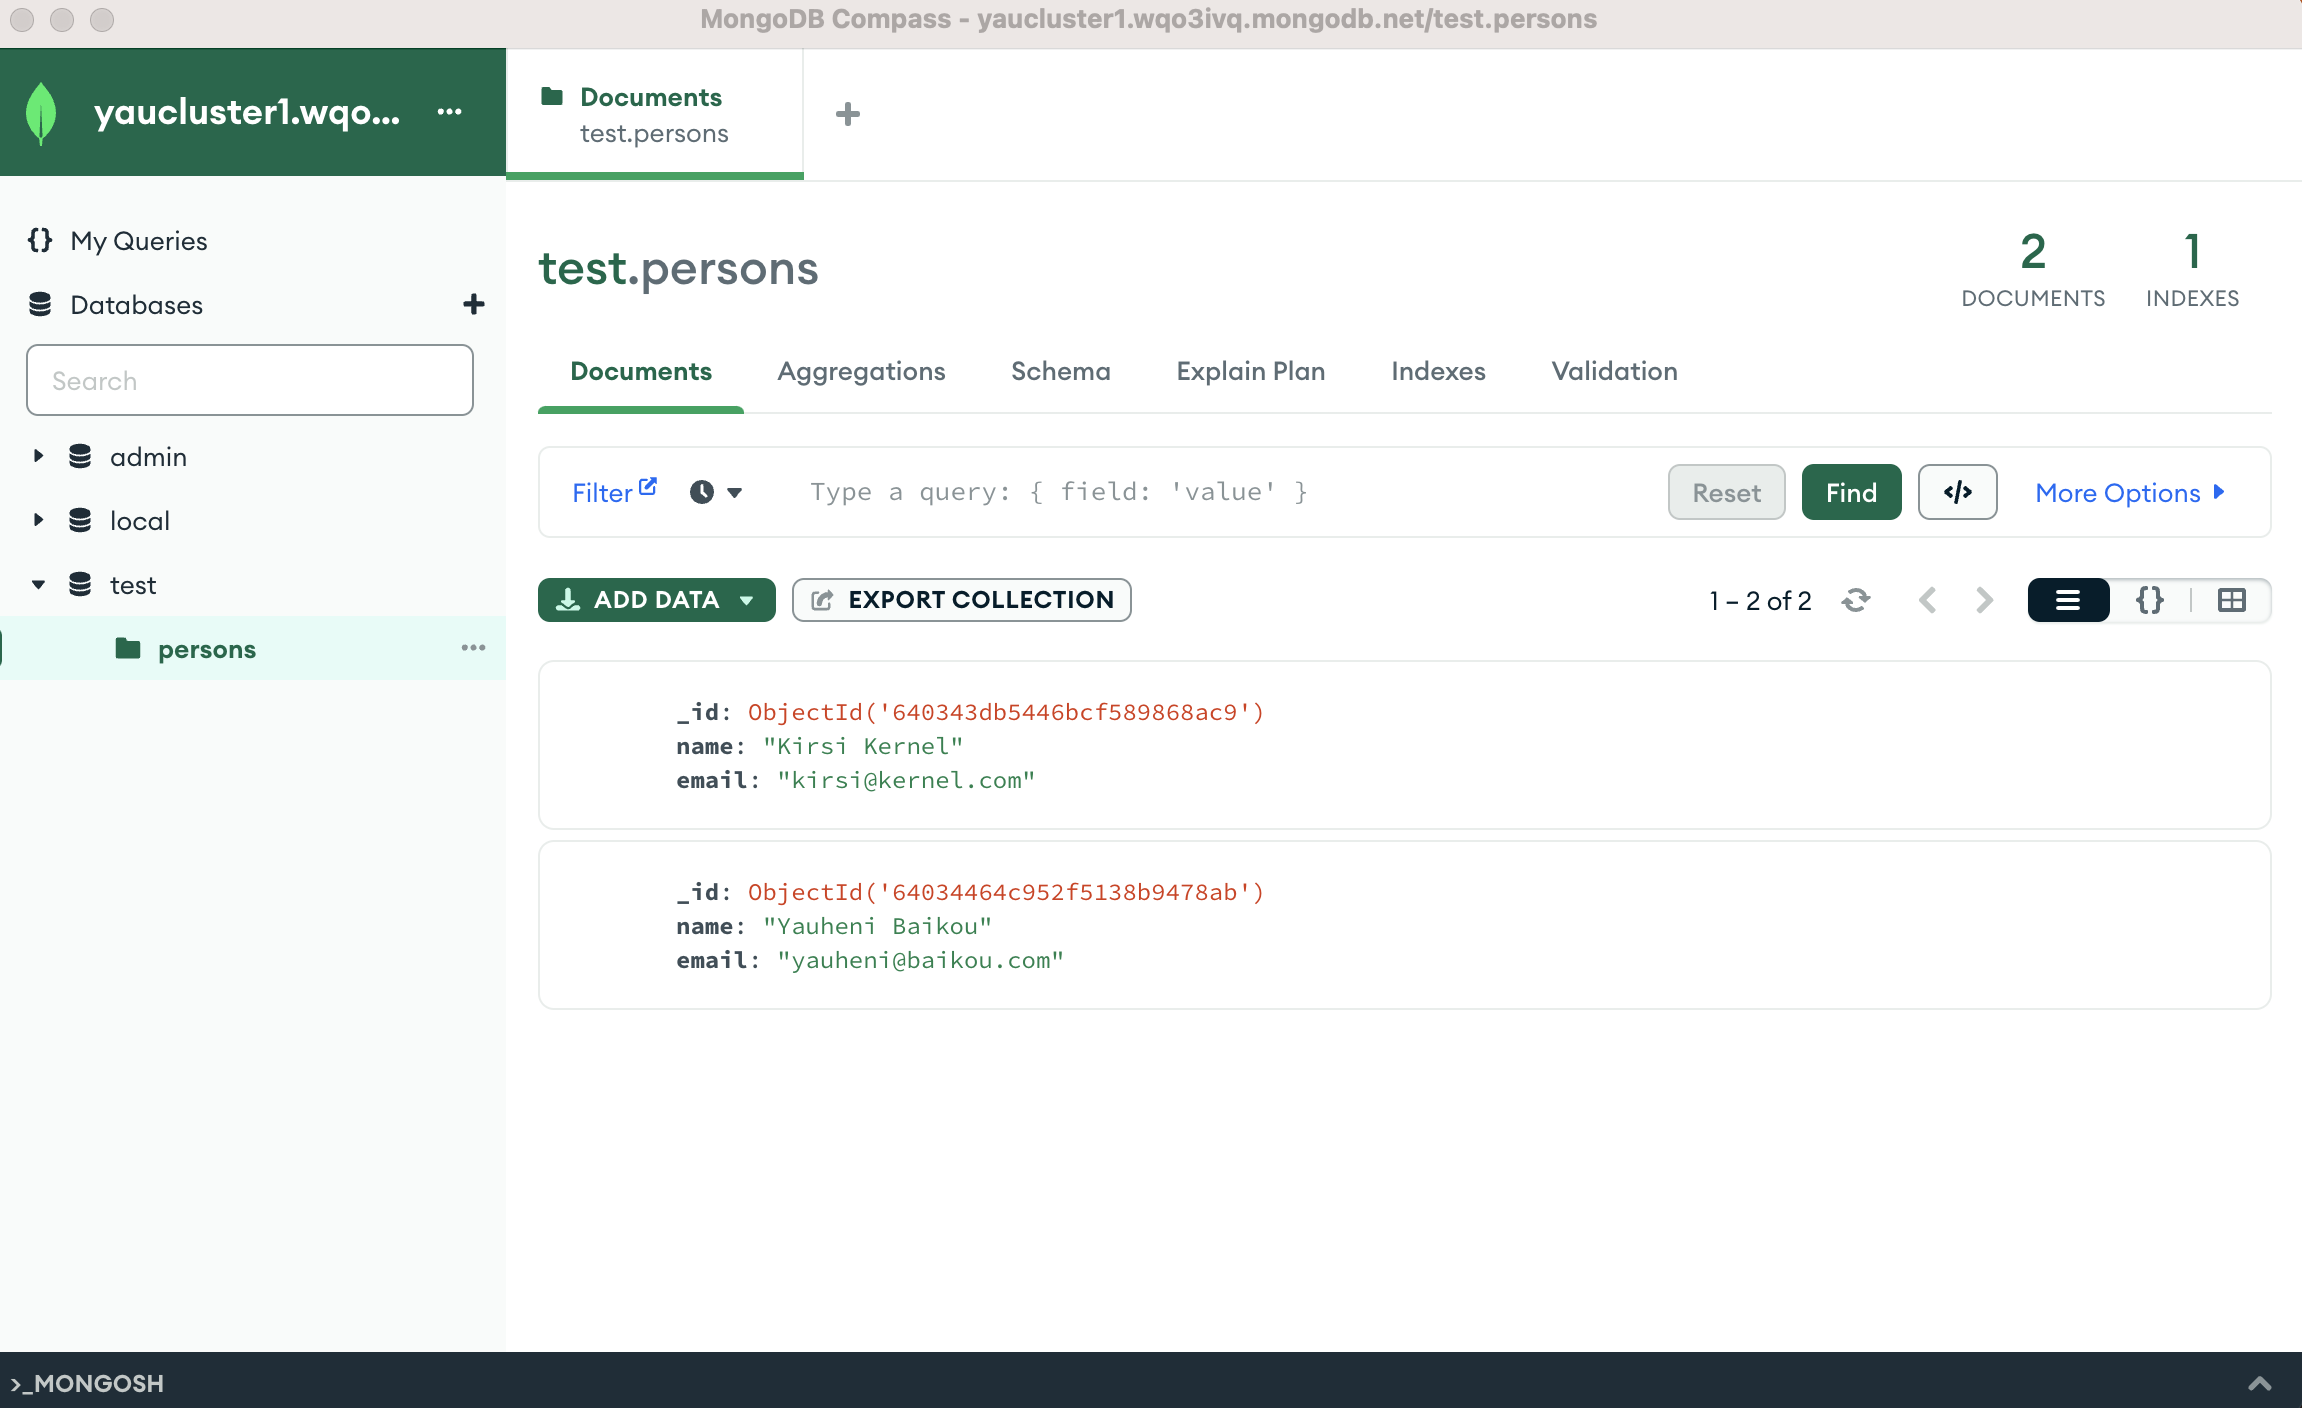 MongoDB Compass - yaucluster1.wqo3ivq.mongodb.net/test.persons
yaucluster1.wqo...
Documents
test.persons
My Queries
Databases
Search
admin
local
test
persons
test.persons
2
DOCUMENTS
1
INDEXES
Documents Aggregations Schema Explain Plan Indexes Validation
Filter Type a query: { field: 'value' } Reset Find </> More Options
ADD DATA EXPORT COLLECTION 1 – 2 of 2 {}
_id: ObjectId('640343db5446bcf589868ac9')
name: "Kirsi Kernel"
email: "kirsi@kernel.com"
_id: ObjectId('64034464c952f5138b9478ab')
name: "Yauheni Baikou"
email: "yauheni@baikou.com"
>_MONGOSH